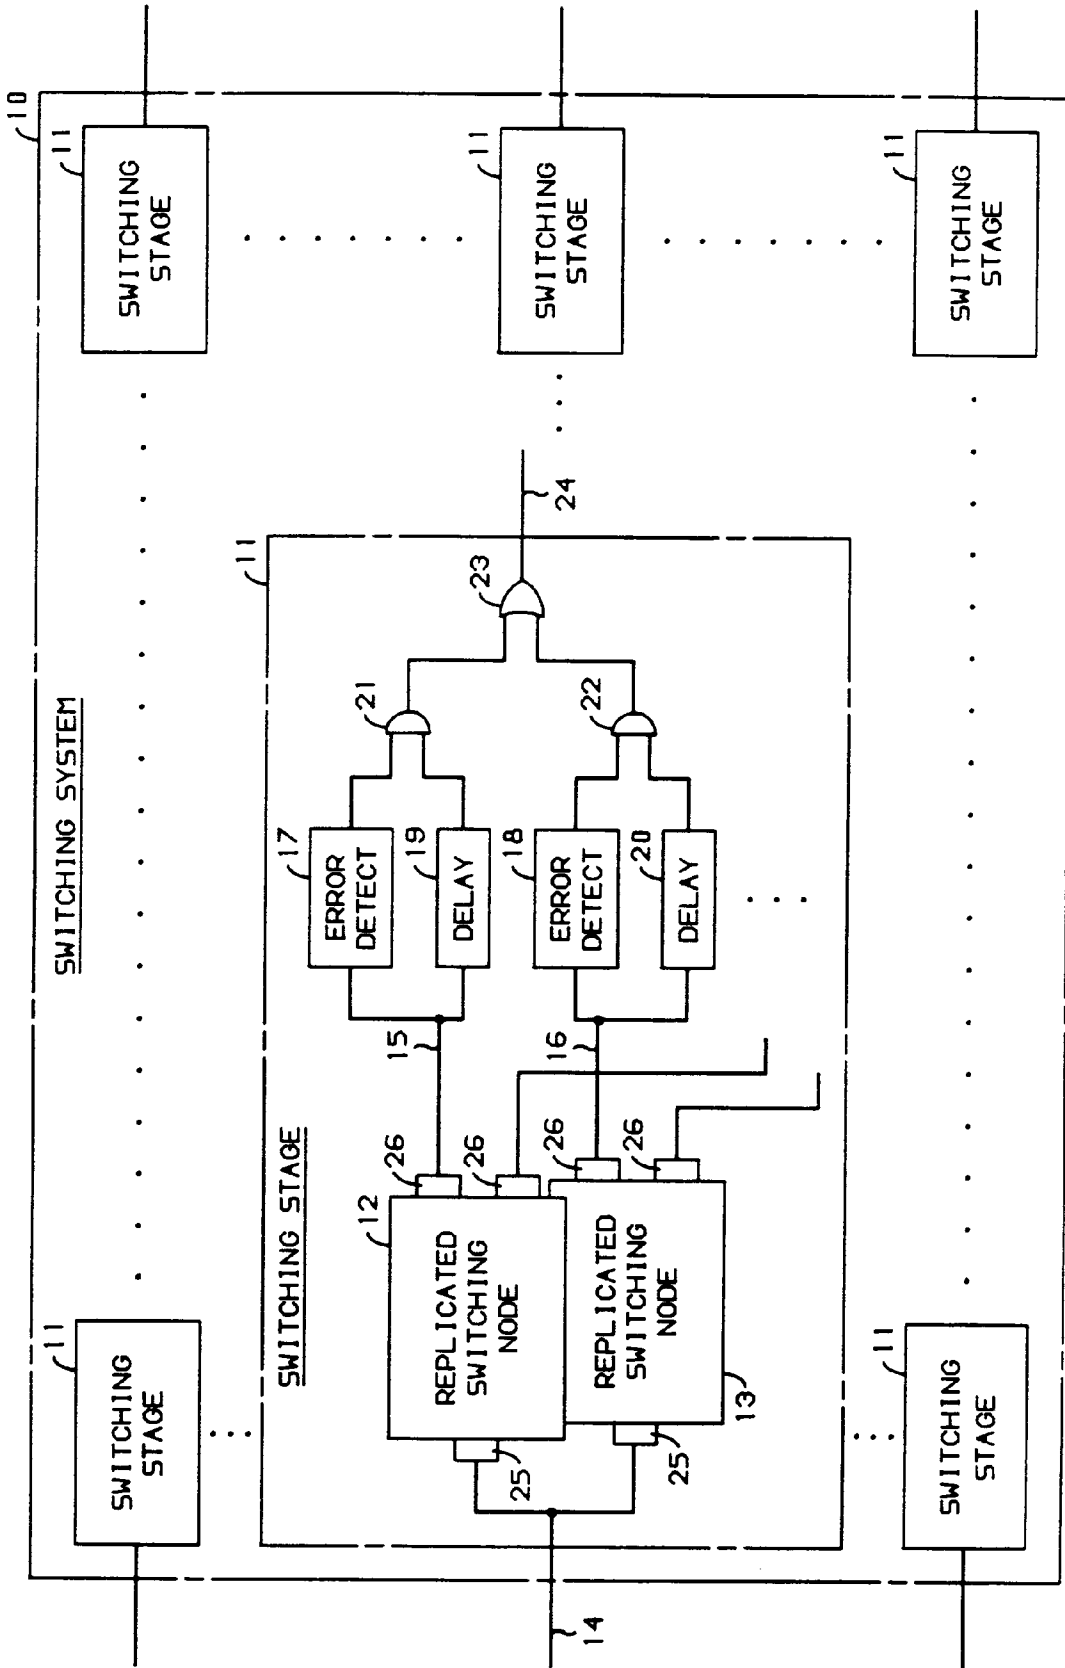 10
SWITCHING SYSTEM
11
SWITCHING
STAGE
11
SWITCHING
STAGE
11
SWITCHING STAGE
14
25
25
12
REPLICATED
SWITCHING
NODE
13
REPLICATED
SWITCHING
NODE
26
26
26
26
15
16
17
ERROR
DETECT
19
DELAY
18
ERROR
DETECT
20
DELAY
21
22
23
24
11
SWITCHING
STAGE
11
SWITCHING
STAGE
11
SWITCHING
STAGE
11
SWITCHING
STAGE